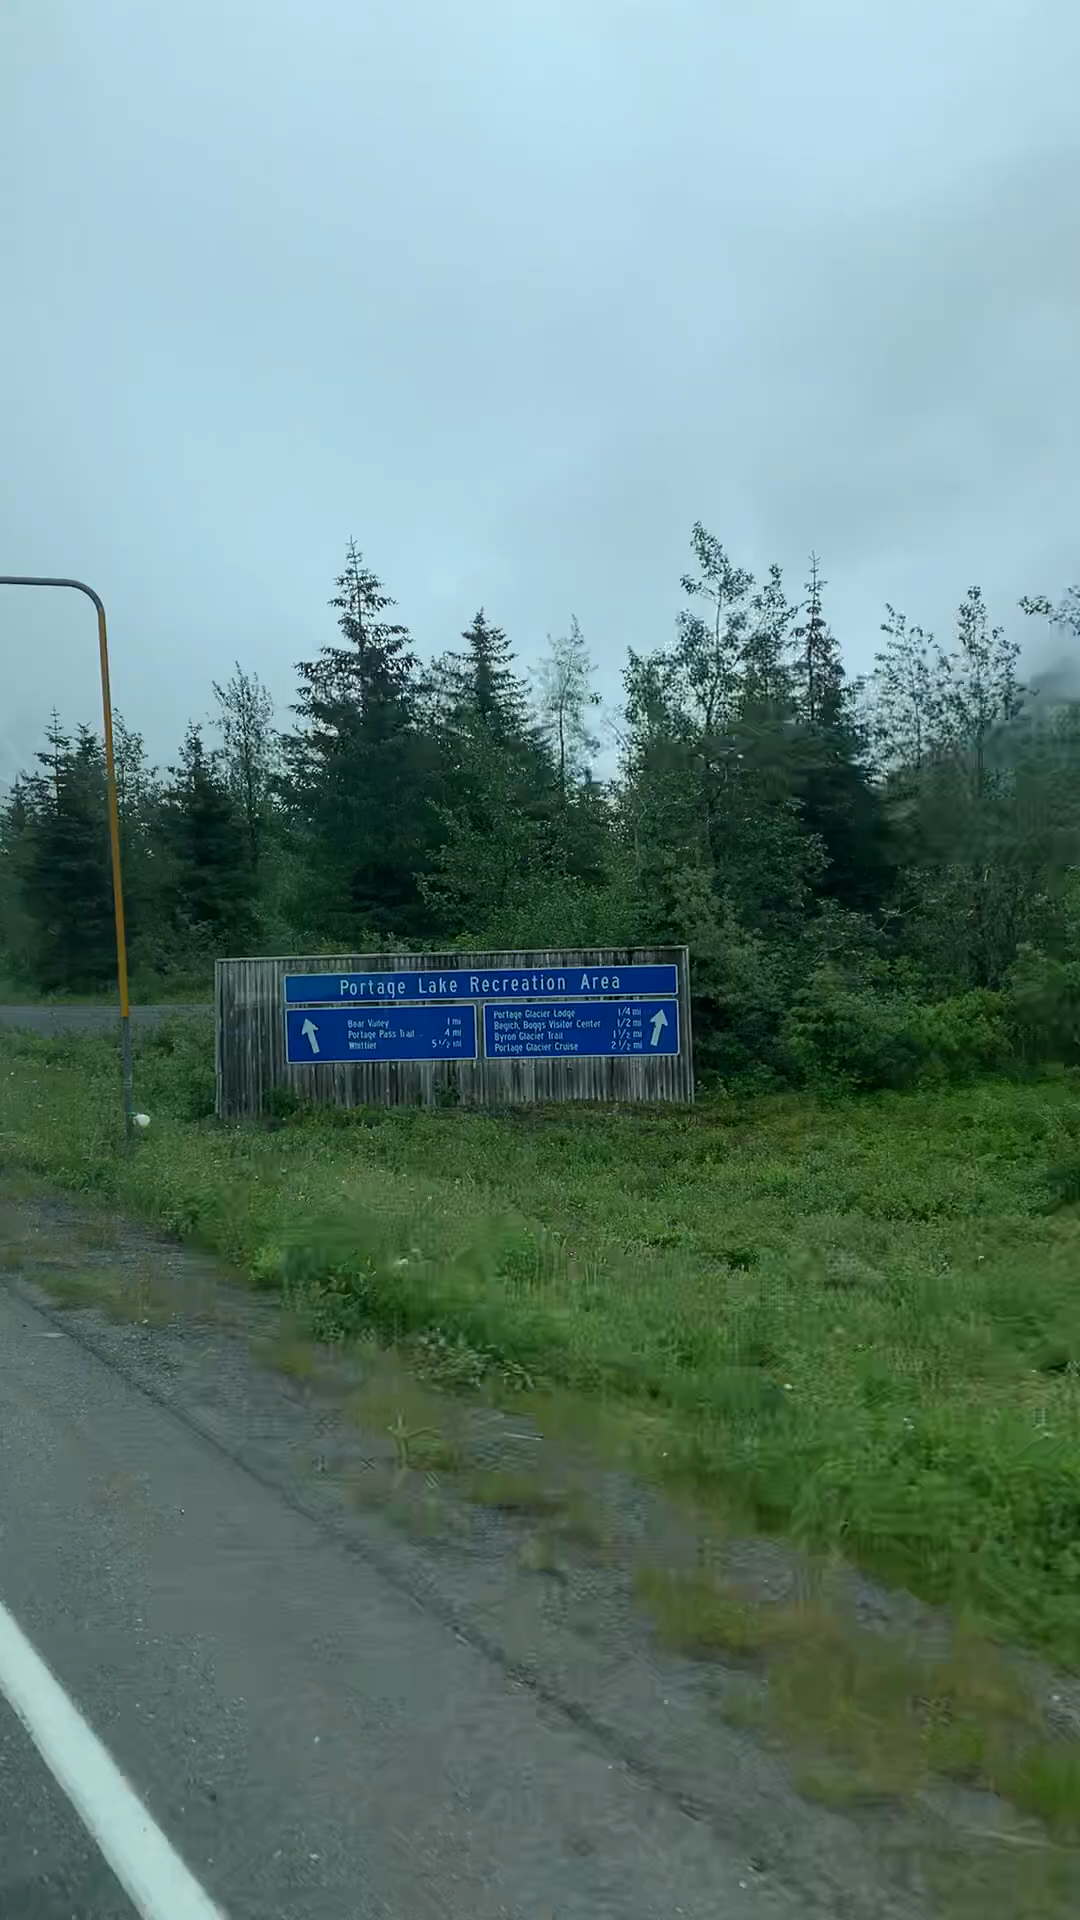 Portage Lake Recreation Area
Bear Valley 1 mi
Portage Pass Trail 4 mi
Whittier 5 1/2 mi
Portage Glacier Lodge 1/4 mi
Begich, Boggs Visitor Center 1/2 mi
Byron Glacier Trail 1 1/2 mi
Portage Glacier Cruise 2 1/2 mi